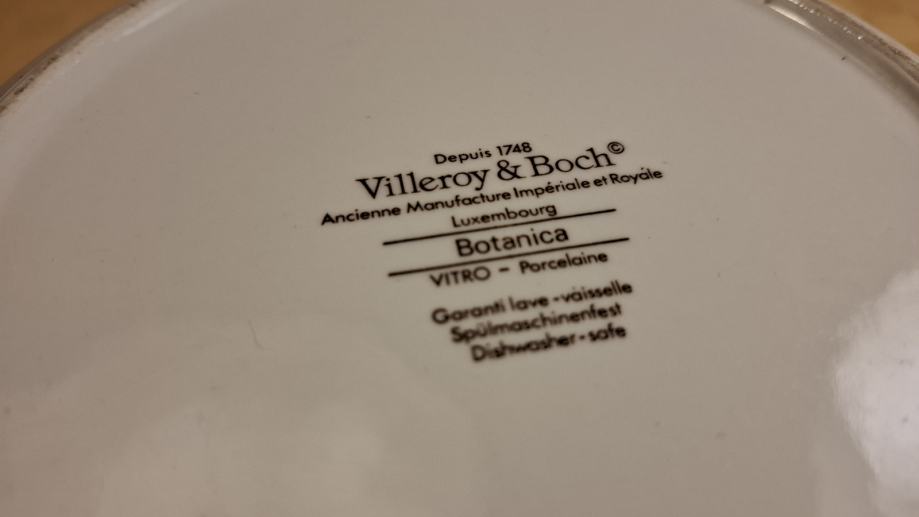 Depuis 1748
Villeroy & Boch©
Ancienne Manufacture Impériale et Royale
Luxembourg
Botanica
VITRO - Porcelaine
Garanti lave-vaisselle
Spülmaschinenfest
Dishwasher-safe